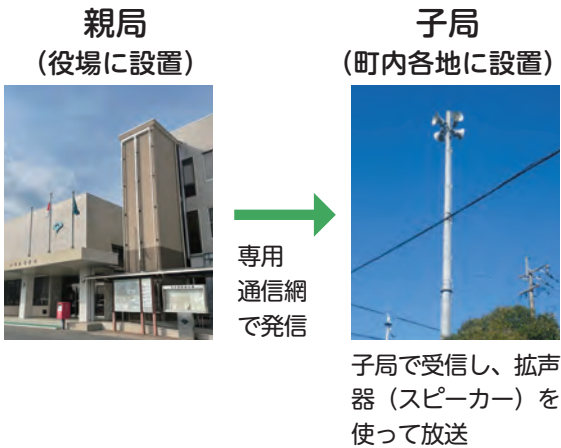 親局
（役場に設置）
子局
（町内各地に設置）
専用
通信網
で発信
子局で受信し、拡声
器（スピーカー）を
使って放送